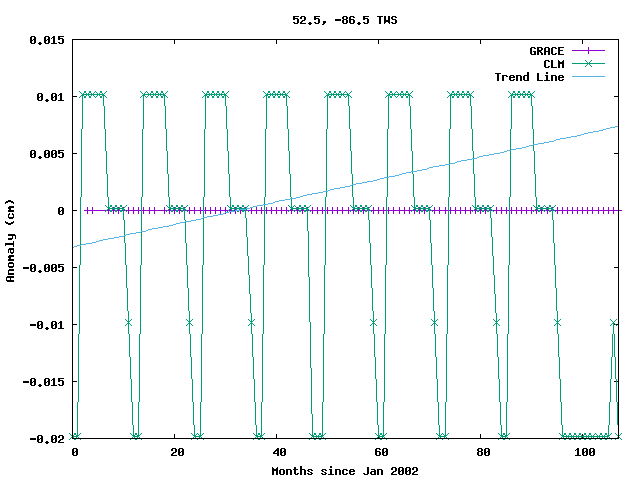 52.5, -86.5 TWS
0.015
0.01
0.005
0
-0.005
-0.01
-0.015
-0.02
Anomaly (cm)
GRACE
CLM
Trend Line
0 20 40 60 80 100
Months since Jan 2002